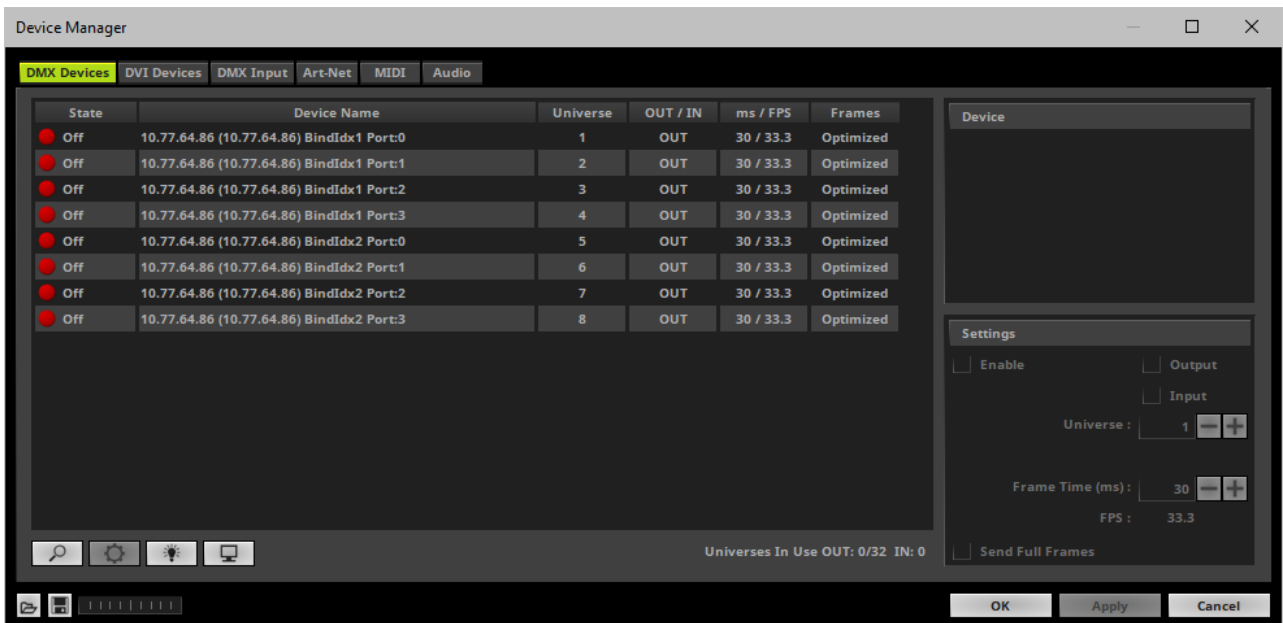 Device Manager
DMX Devices DVI Devices DMX Input Art-Net MIDI Audio
State Device Name Universe OUT / IN ms / FPS Frames
Off 10.77.64.86 (10.77.64.86) BindIdx1 Port:0 1 OUT 30 / 33.3 Optimized
Off 10.77.64.86 (10.77.64.86) BindIdx1 Port:1 2 OUT 30 / 33.3 Optimized
Off 10.77.64.86 (10.77.64.86) BindIdx1 Port:2 3 OUT 30 / 33.3 Optimized
Off 10.77.64.86 (10.77.64.86) BindIdx1 Port:3 4 OUT 30 / 33.3 Optimized
Off 10.77.64.86 (10.77.64.86) BindIdx2 Port:0 5 OUT 30 / 33.3 Optimized
Off 10.77.64.86 (10.77.64.86) BindIdx2 Port:1 6 OUT 30 / 33.3 Optimized
Off 10.77.64.86 (10.77.64.86) BindIdx2 Port:2 7 OUT 30 / 33.3 Optimized
Off 10.77.64.86 (10.77.64.86) BindIdx2 Port:3 8 OUT 30 / 33.3 Optimized
Universes In Use OUT: 0/32 IN: 0
Device
Settings
Enable Output
Input
Universe : 1
Frame Time (ms) : 30
FPS : 33.3
Send Full Frames
OK Apply Cancel